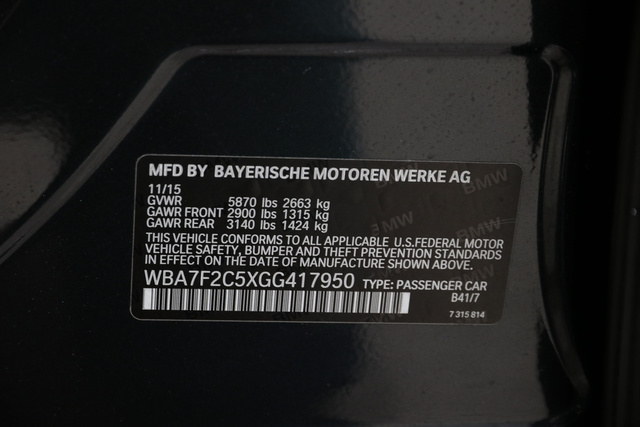 MFD BY BAYERISCHE MOTOREN WERKE AG
11/15
GVWR 5870 lbs 2663 kg
GAWR FRONT 2900 lbs 1315 kg
GAWR REAR 3140 lbs 1424 kg
THIS VEHICLE CONFORMS TO ALL APPLICABLE U.S.FEDERAL MOTOR
VEHICLE SAFETY, BUMPER AND THEFT PREVENTION STANDARDS
IN EFFECT ON THE DATE OF MANUFACTURE SHOWN ABOVE.
WBA7F2C5XGG417950 TYPE: PASSENGER CAR
B41/7
7 315 814
BMW
BMW
BMW